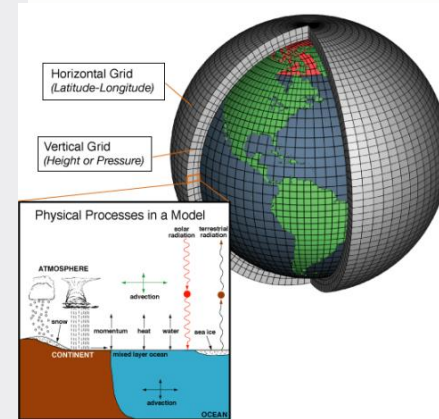 Horizontal Grid
(Latitude-Longitude)
Vertical Grid
(Height or Pressure)
Physical Processes in a Model
solar
radiation
terrestrial
radiation
ATMOSPHERE
advection
snow
momentum
heat
water
sea ice
CONTINENT
mixed layer ocean
advection
OCEAN